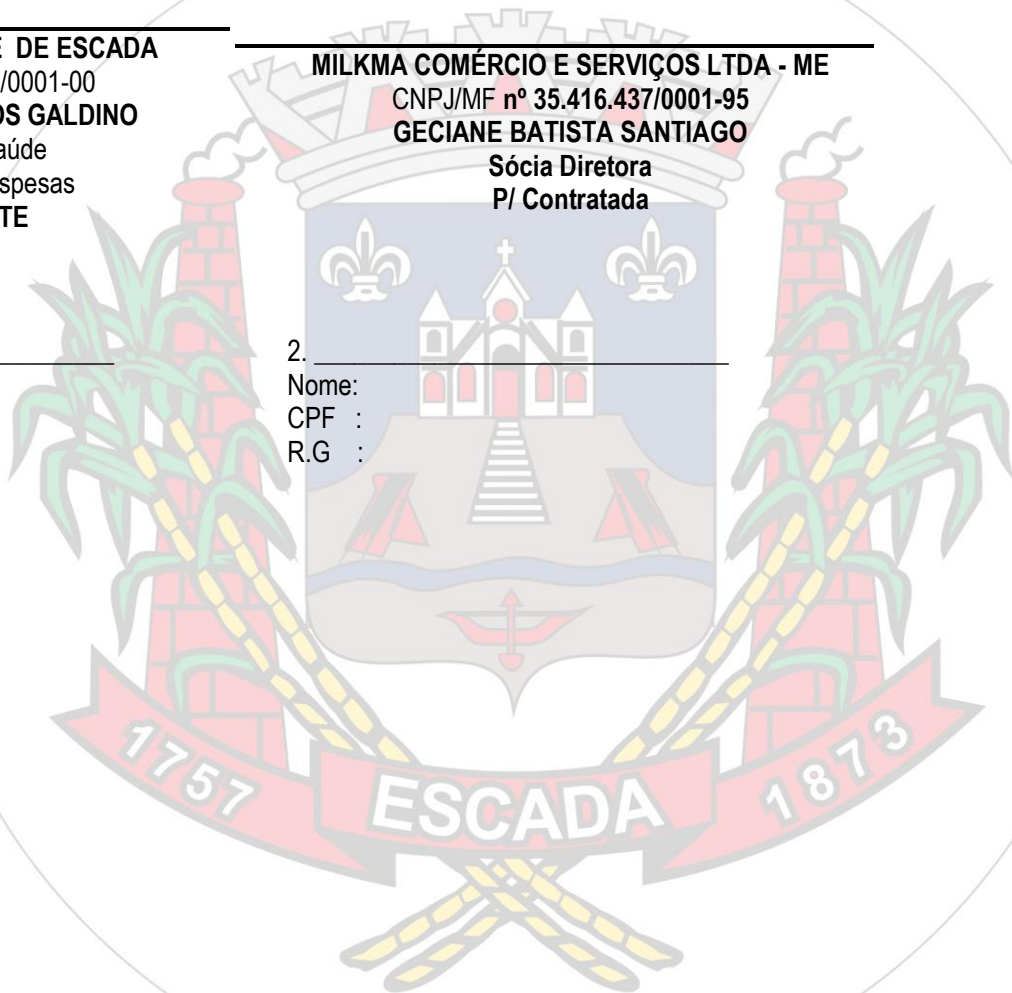 E DE ESCADA
/0001-00
OS GALDINO
aúde
spesas
TE
MILKMA COMÉRCIO E SERVIÇOS LTDA - ME
CNPJ/MF nº 35.416.437/0001-95
GECIANE BATISTA SANTIAGO
Sócia Diretora
P/ Contratada
2. ______________________________
Nome:
CPF :
R.G :
1757 ESCADA 1873